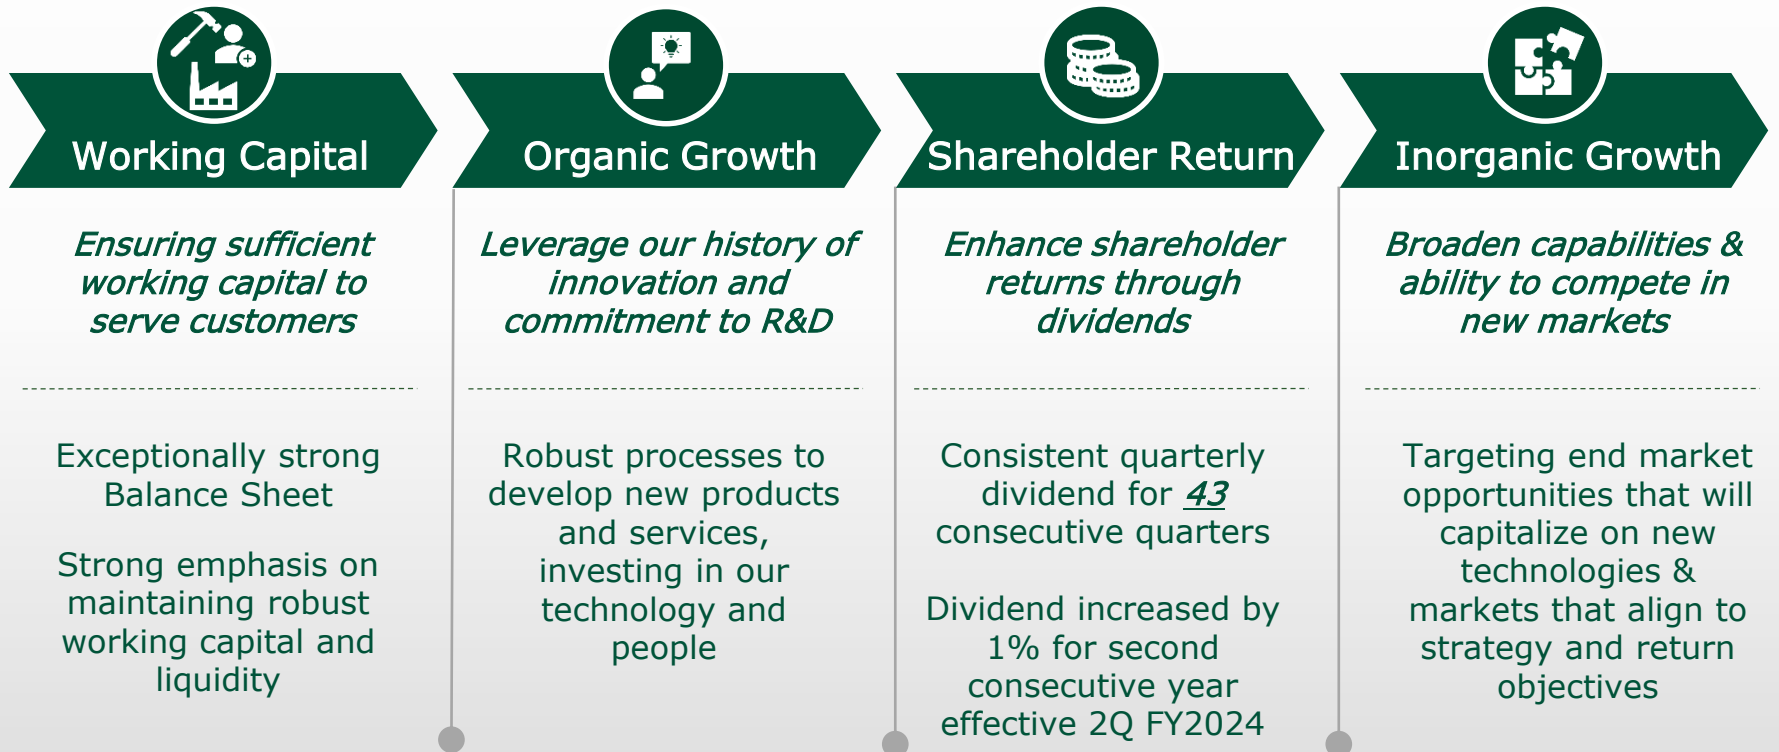 Working Capital
Ensuring sufficient
working capital to
serve customers
Exceptionally strong
Balance Sheet
Strong emphasis on
maintaining robust
working capital and
liquidity
Organic Growth
Leverage our history of
innovation and
commitment to R&D
Robust processes to
develop new products
and services,
investing in our
technology and
people
Shareholder Return
Enhance shareholder
returns through
dividends
Consistent quarterly
dividend for 43
consecutive quarters
Dividend increased by
1% for second
consecutive year
effective 2Q FY2024
Inorganic Growth
Broaden capabilities &
ability to compete in
new markets
Targeting end market
opportunities that will
capitalize on new
technologies &
markets that align to
strategy and return
objectives